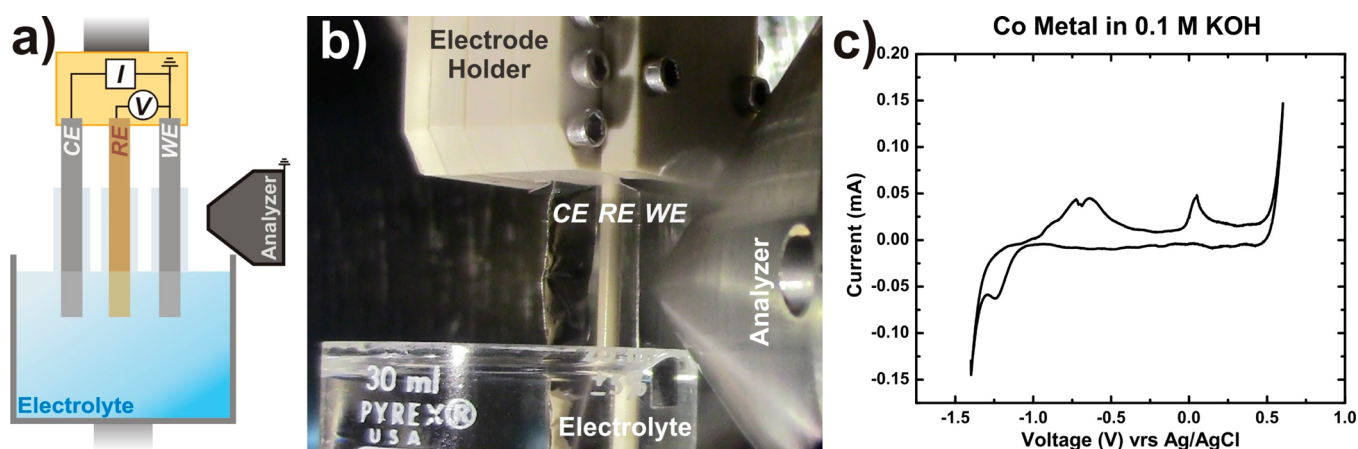 a)
I
V
CE
RE
WE
Analyzer
Electrolyte
b)
Electrode
Holder
CE RE WE
Analyzer
30 ml
PYREX®
USA
Electrolyte
c)
Co Metal in 0.1 M KOH
0.20
0.15
0.10
0.05
0.00
-0.05
-0.10
-0.15
Current (mA)
-1.5
-1.0
-0.5
0.0
0.5
1.0
Voltage (V) vrs Ag/AgCl